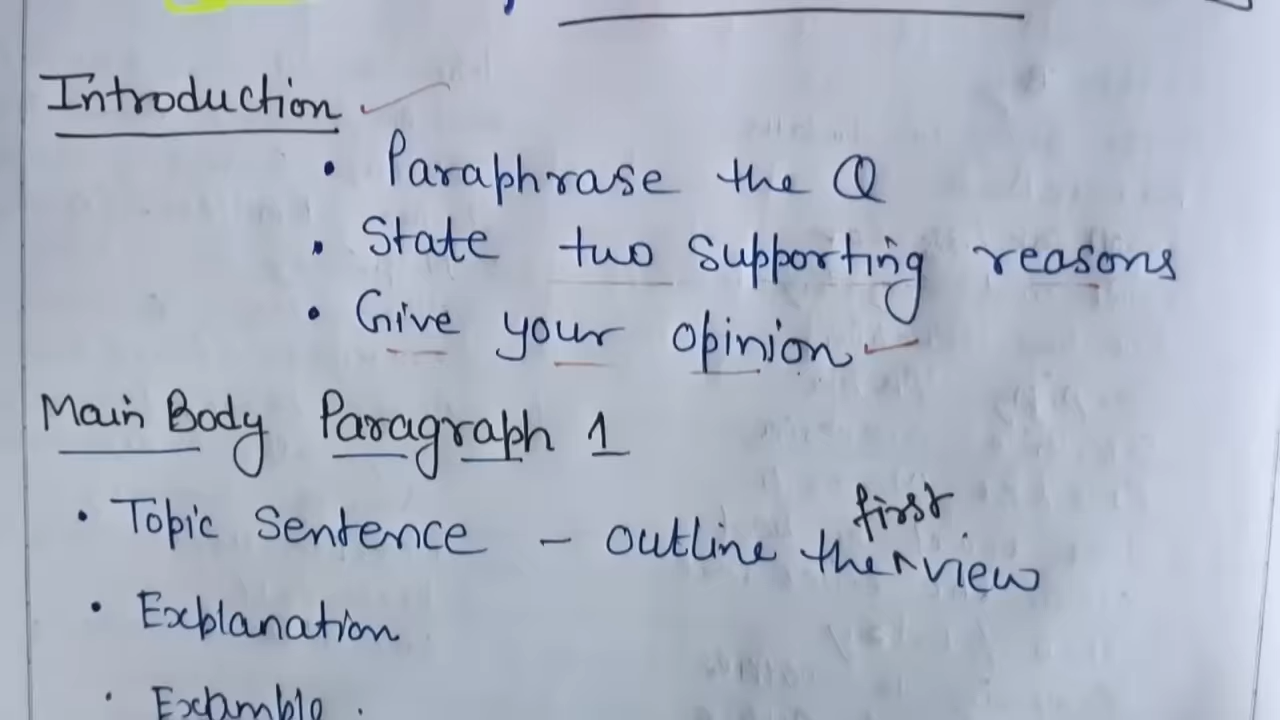 Introduction
• Paraphrase the Q
• State two supporting reasons
• Give your opinion
Main Body Paragraph 1
• Topic Sentence - outline the ^ first view
• Explanation
• Example.